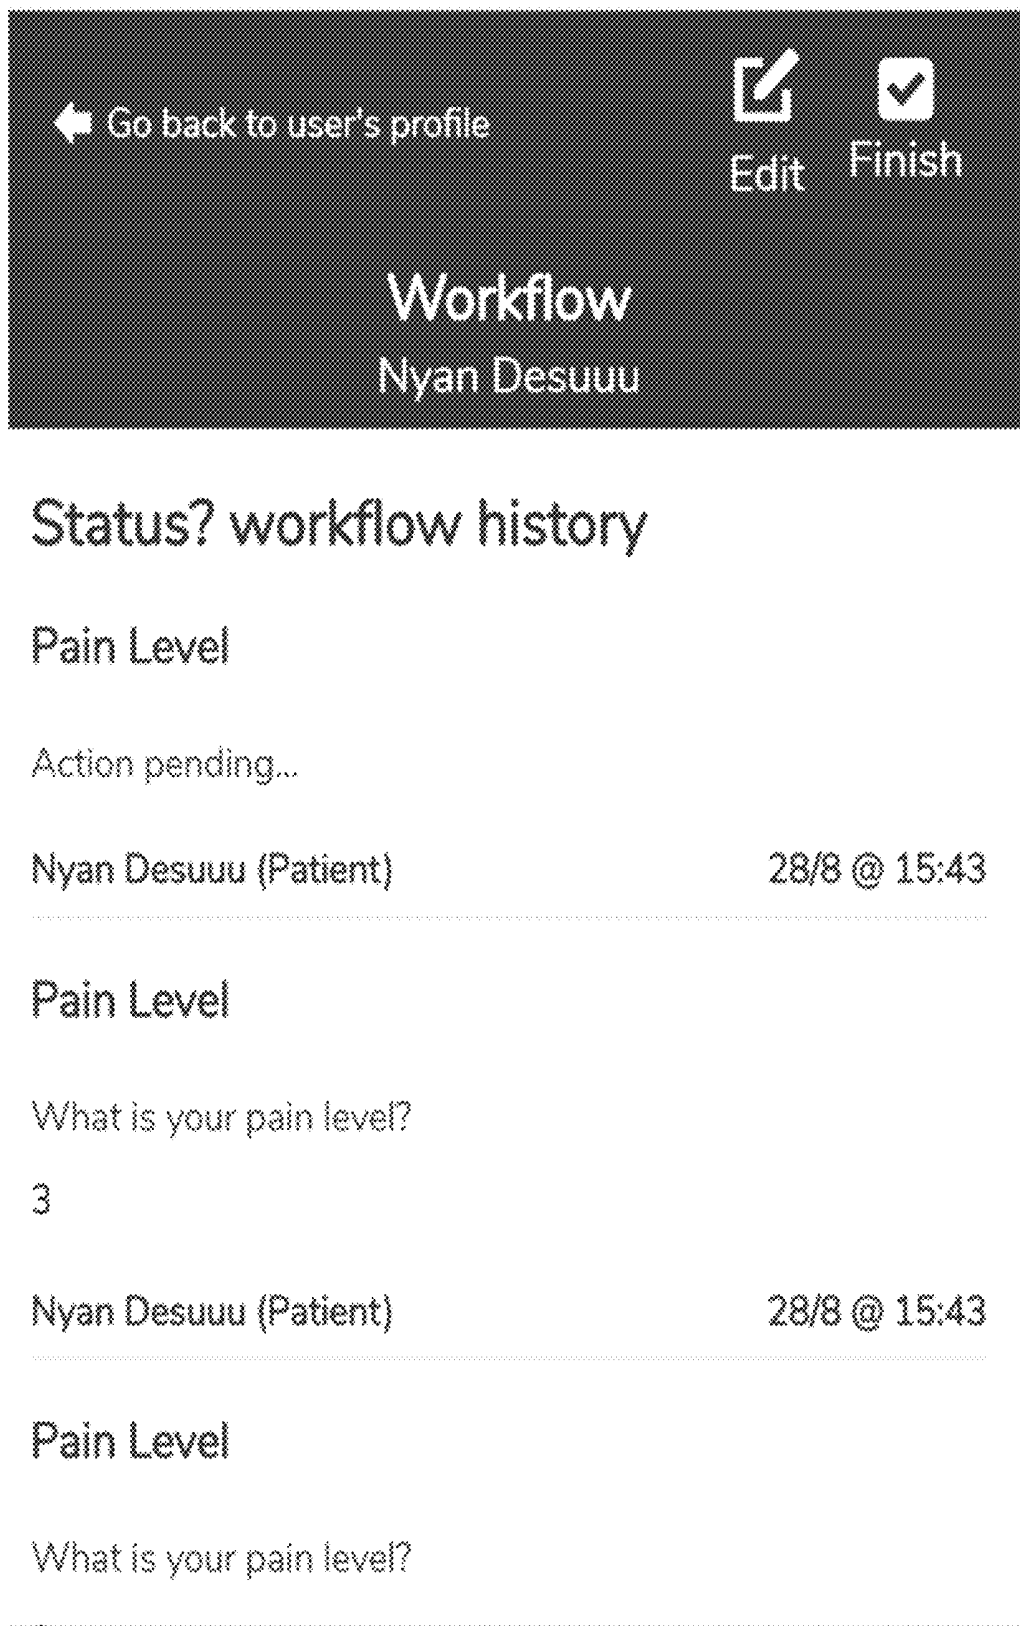 Go back to user's profile
Edit
Finish
Workflow
Nyan Desuuu
Status? workflow history
Pain Level
Action pending...
Nyan Desuuu (Patient) 28/8 @ 15:43
Pain Level
What is your pain level?
3
Nyan Desuuu (Patient) 28/8 @ 15:43
Pain Level
What is your pain level?